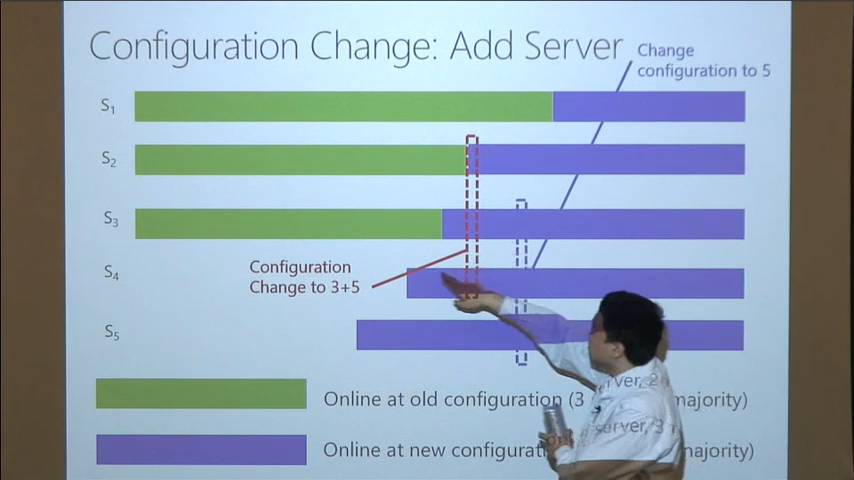 Configuration Change: Add Server
Change
configuration to 5
S1
S2
S3
S4
S5
Configuration
Change to 3+5
Online at old configuration (3 majority)
Online at new majority)